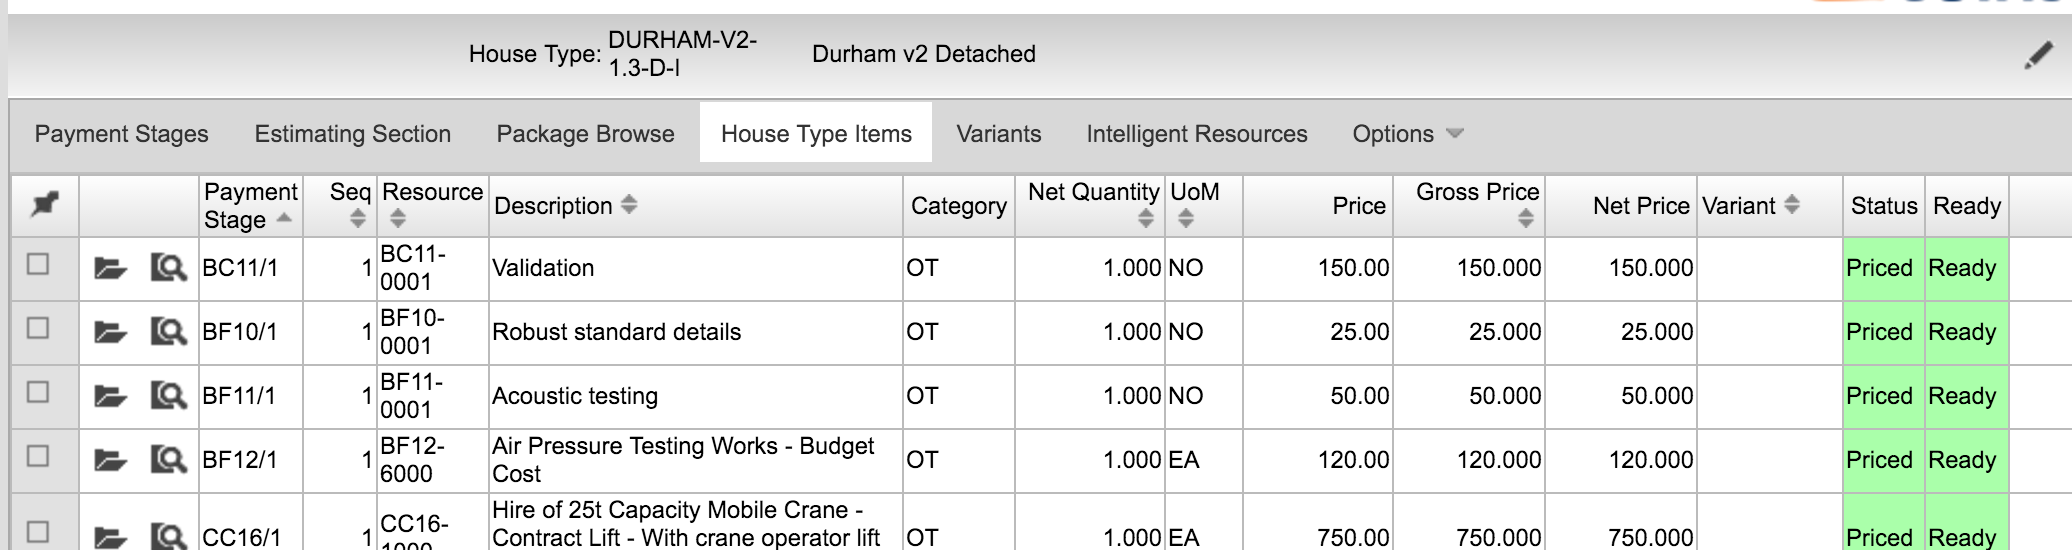 House Type: DURHAM-V2-
1.3-D-I
Durham v2 Detached
Payment Stages Estimating Section Package Browse House Type Items Variants Intelligent Resources Options
Payment
Stage Seq Resource Description Category Net Quantity UoM Price Gross Price Net Price Variant Status Ready
BC11/1 1 BC11-
0001 Validation OT 1.000 NO 150.00 150.000 150.000 Priced Ready
BF10/1 1 BF10-
0001 Robust standard details OT 1.000 NO 25.00 25.000 25.000 Priced Ready
BF11/1 1 BF11-
0001 Acoustic testing OT 1.000 NO 50.00 50.000 50.000 Priced Ready
BF12/1 1 BF12-
6000 Air Pressure Testing Works - Budget
Cost OT 1.000 EA 120.00 120.000 120.000 Priced Ready
CC16/1 1 CC16-
Hire of 25t Capacity Mobile Crane -
Contract Lift - With crane operator lift OT 1.000 EA 750.00 750.000 750.000 Priced Ready